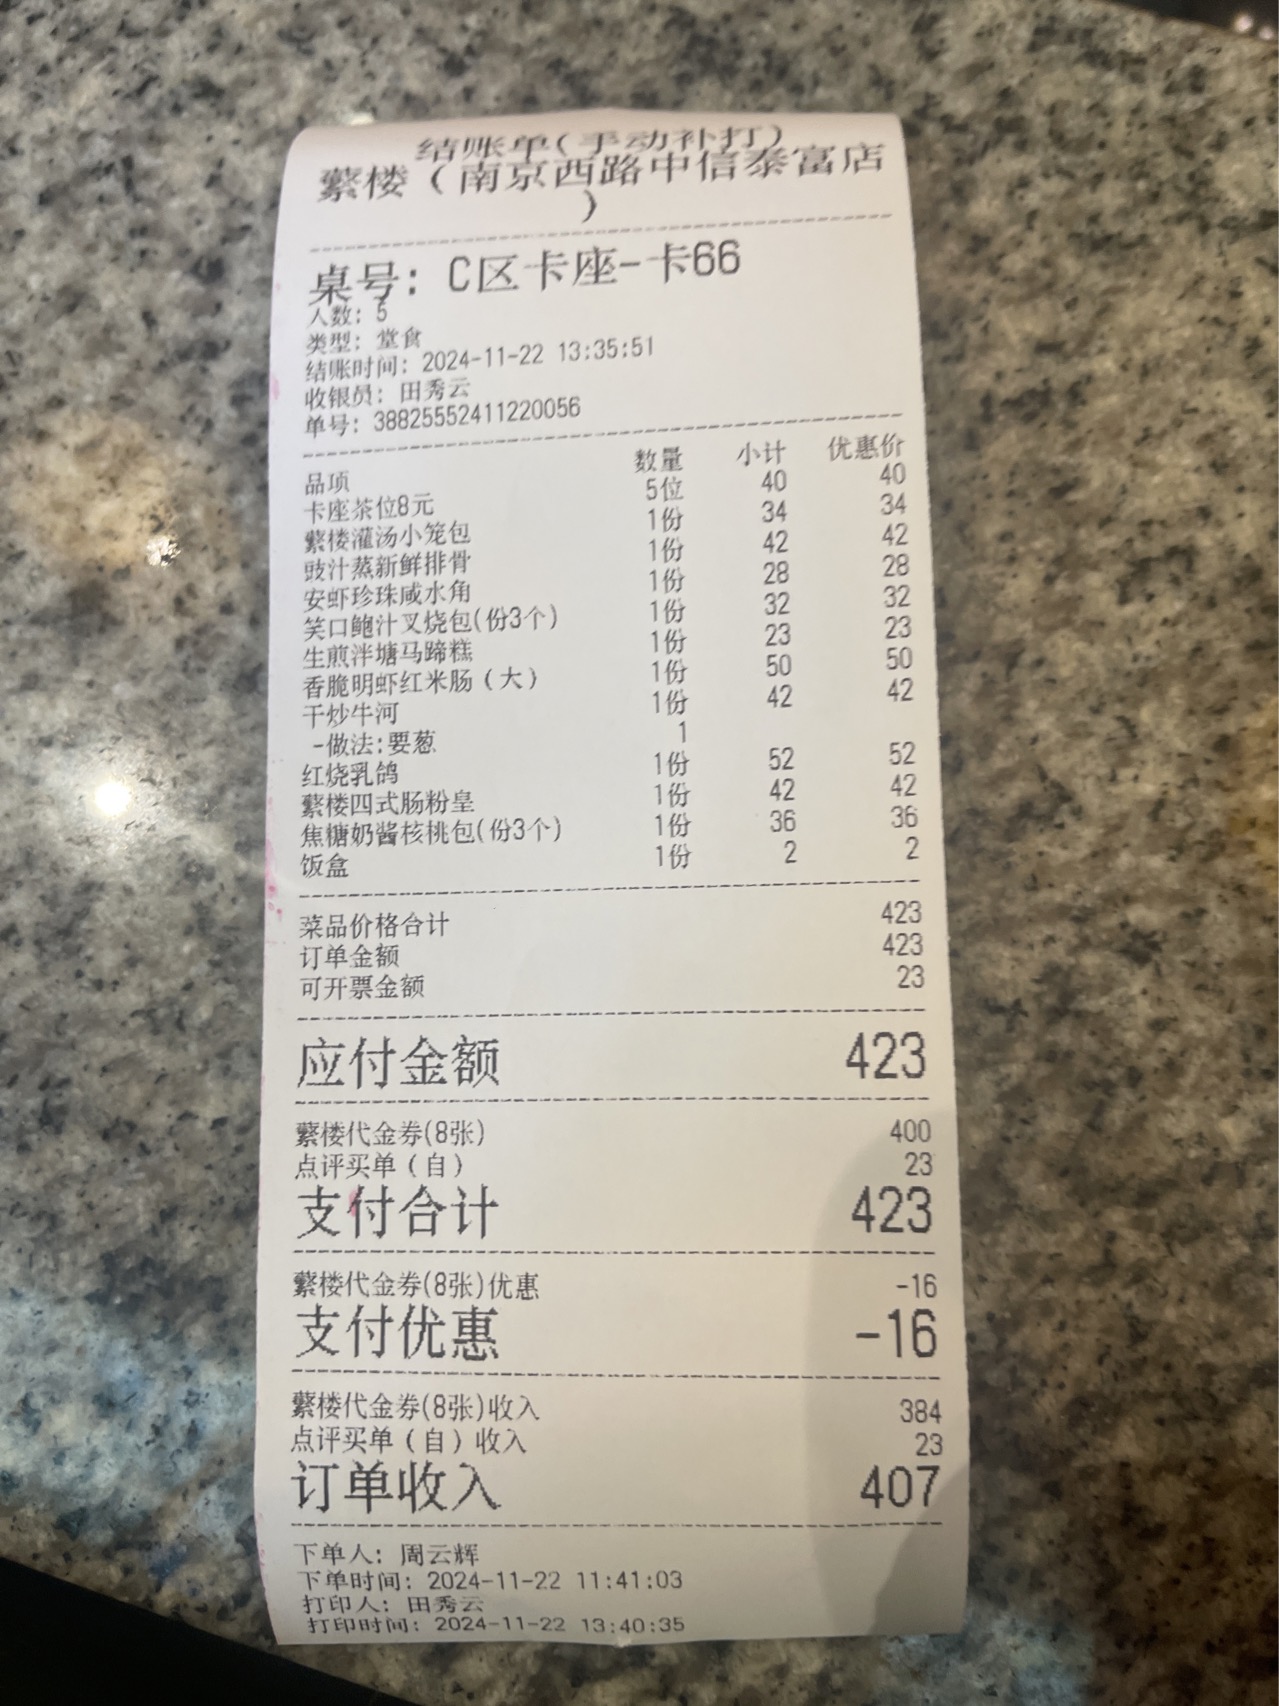 结账单(手动补打)
蘩楼（南京西路中信泰富店
）
桌号：C区卡座-卡66
人数：5
类型：堂食
结账时间：2024-11-22 13:35:51
收银员：田秀云
单号：38825552411220056
品项 数量 小计 优惠价
卡座茶位8元 5位 40 40
蘩楼灌汤小笼包 1份 34 34
豉汁蒸新鲜排骨 1份 42 42
安虾珍珠咸水角 1份 28 28
笑口鲍汁叉烧包(份3个) 1份 32 32
生煎泮塘马蹄糕 1份 23 23
香脆明虾红米肠（大） 1份 50 50
干炒牛河 1份 42 42
-做法:要葱 1
红烧乳鸽 1份 52 52
蘩楼四式肠粉皇 1份 42 42
焦糖奶酱核桃包(份3个) 1份 36 36
饭盒 1份 2 2
菜品价格合计 423
订单金额 423
可开票金额 23
应付金额 423
蘩楼代金券(8张) 400
点评买单（自） 23
支付合计 423
蘩楼代金券(8张)优惠 -16
支付优惠 -16
蘩楼代金券(8张)收入 384
点评买单（自）收入 23
订单收入 407
下单人：周云辉
下单时间：2024-11-22 11:41:03
打印人：田秀云
打印时间：2024-11-22 13:40:35